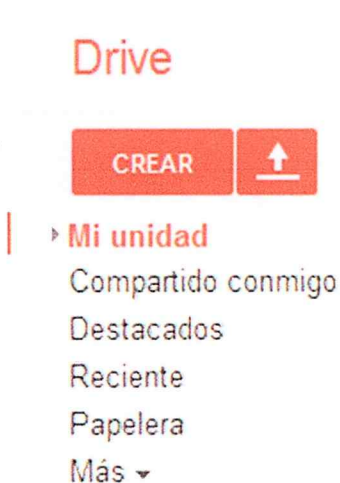 Drive
CREAR
Mi unidad
Compartido conmigo
Destacados
Reciente
Papelera
Más